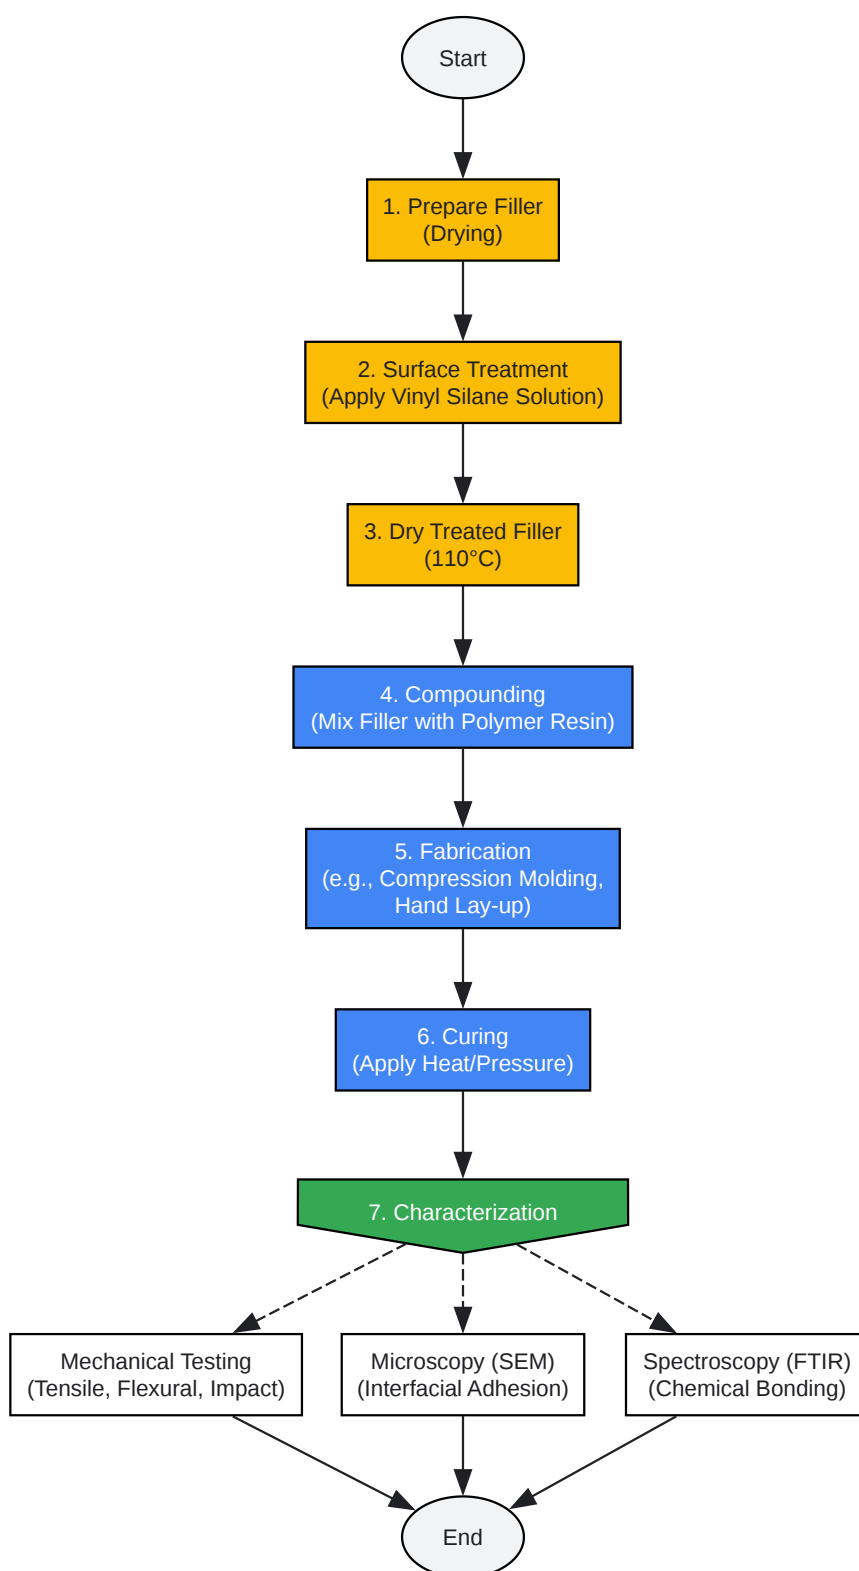 Start
1. Prepare Filler
(Drying)
2. Surface Treatment
(Apply Vinyl Silane Solution)
3. Dry Treated Filler
(110°C)
4. Compounding
(Mix Filler with Polymer Resin)
5. Fabrication
(e.g., Compression Molding,
Hand Lay-up)
6. Curing
(Apply Heat/Pressure)
7. Characterization
Mechanical Testing
(Tensile, Flexural, Impact)
Microscopy (SEM)
(Interfacial Adhesion)
Spectroscopy (FTIR)
(Chemical Bonding)
End